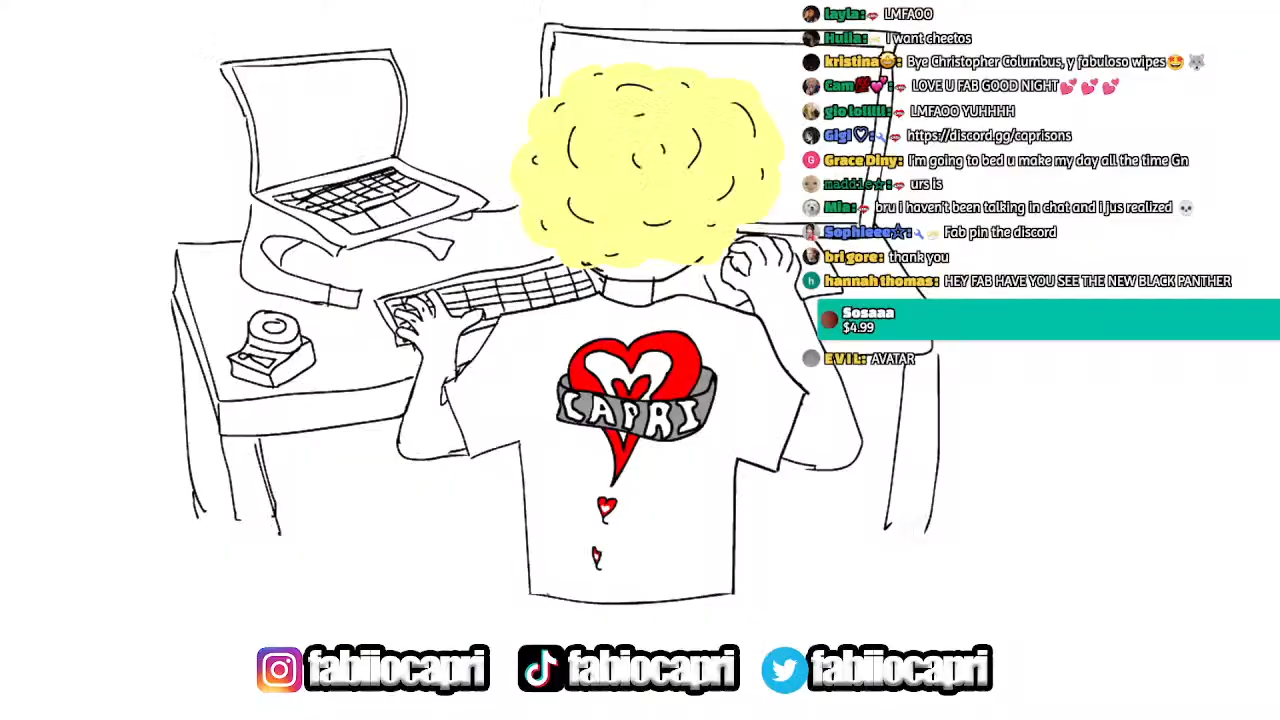 layla: LMFAOO
Hulia: I want cheetos
kristina🤩: Bye Christopher Columbus, y fabuloso wipes🤩 🐺
Cam💯💕: LOVE U FAB GOOD NIGHT💕 💕 💕
LMFAOO YUHHHH
Gigi♡: https://discord.gg/caprisons
Grace Diny: I'm going to bed u make my day all the time Gn
maddie☆: urs is
Mia: bru i haven't been talking in chat and i jus realized 💀
Sophieee☆: Fab pin the discord
bri gore: thank you
hannah thomas: HEY FAB HAVE YOU SEE THE NEW BLACK PANTHER
Sosaaa
$4.99
EVIL: AVATAR
CAPRI
fabiiocapri
fabiocapri
fabiiocapri